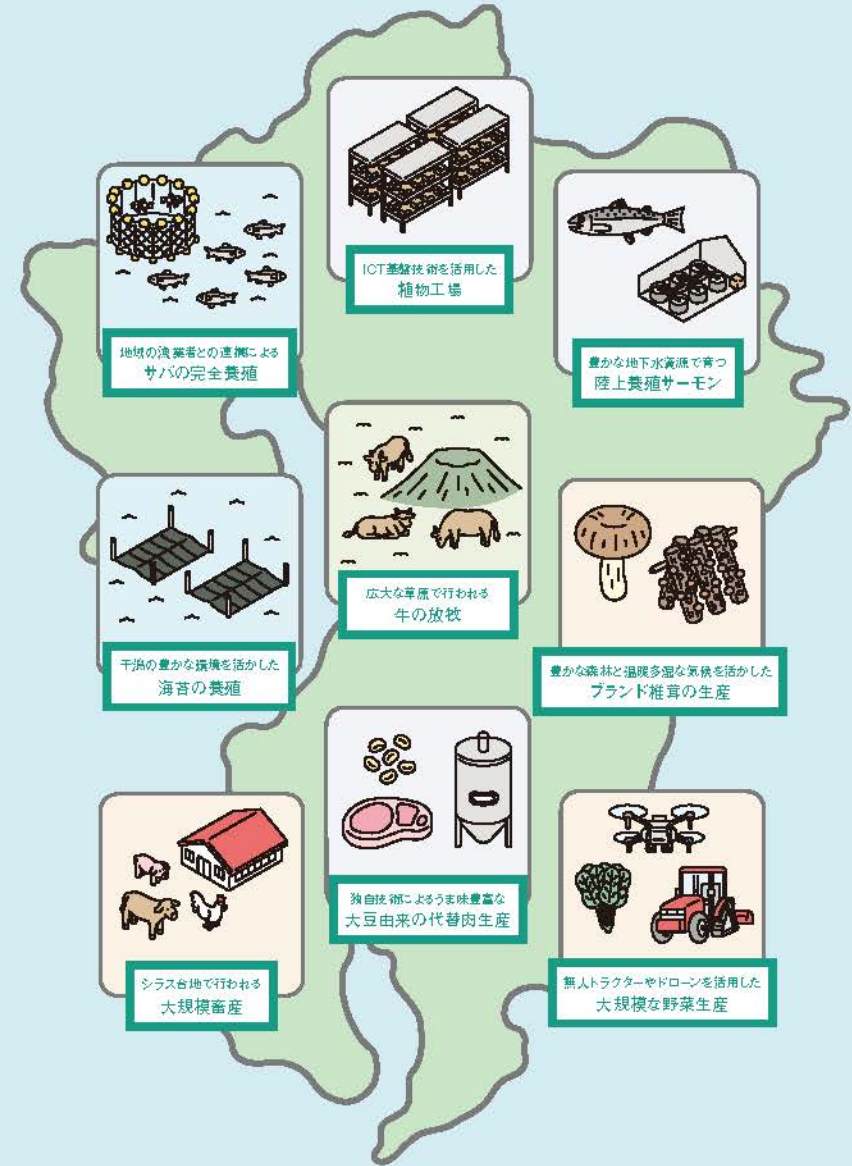 ICT基盤技術を活用した
植物工場
地域の漁業者との連携による
サバの完全養殖
豊かな地下水資源で育つ
陸上養殖サーモン
広大な草原で行われる
牛の放牧
干潟の豊かな環境を活かした
海苔の養殖
豊かな森林と温暖多湿な気候を活かした
ブランド椎茸の生産
独自技術によるうま味豊富な
大豆由来の代替肉生産
シラス台地で行われる
大規模畜産
無人トラクターやドローンを活用した
大規模な野菜生産